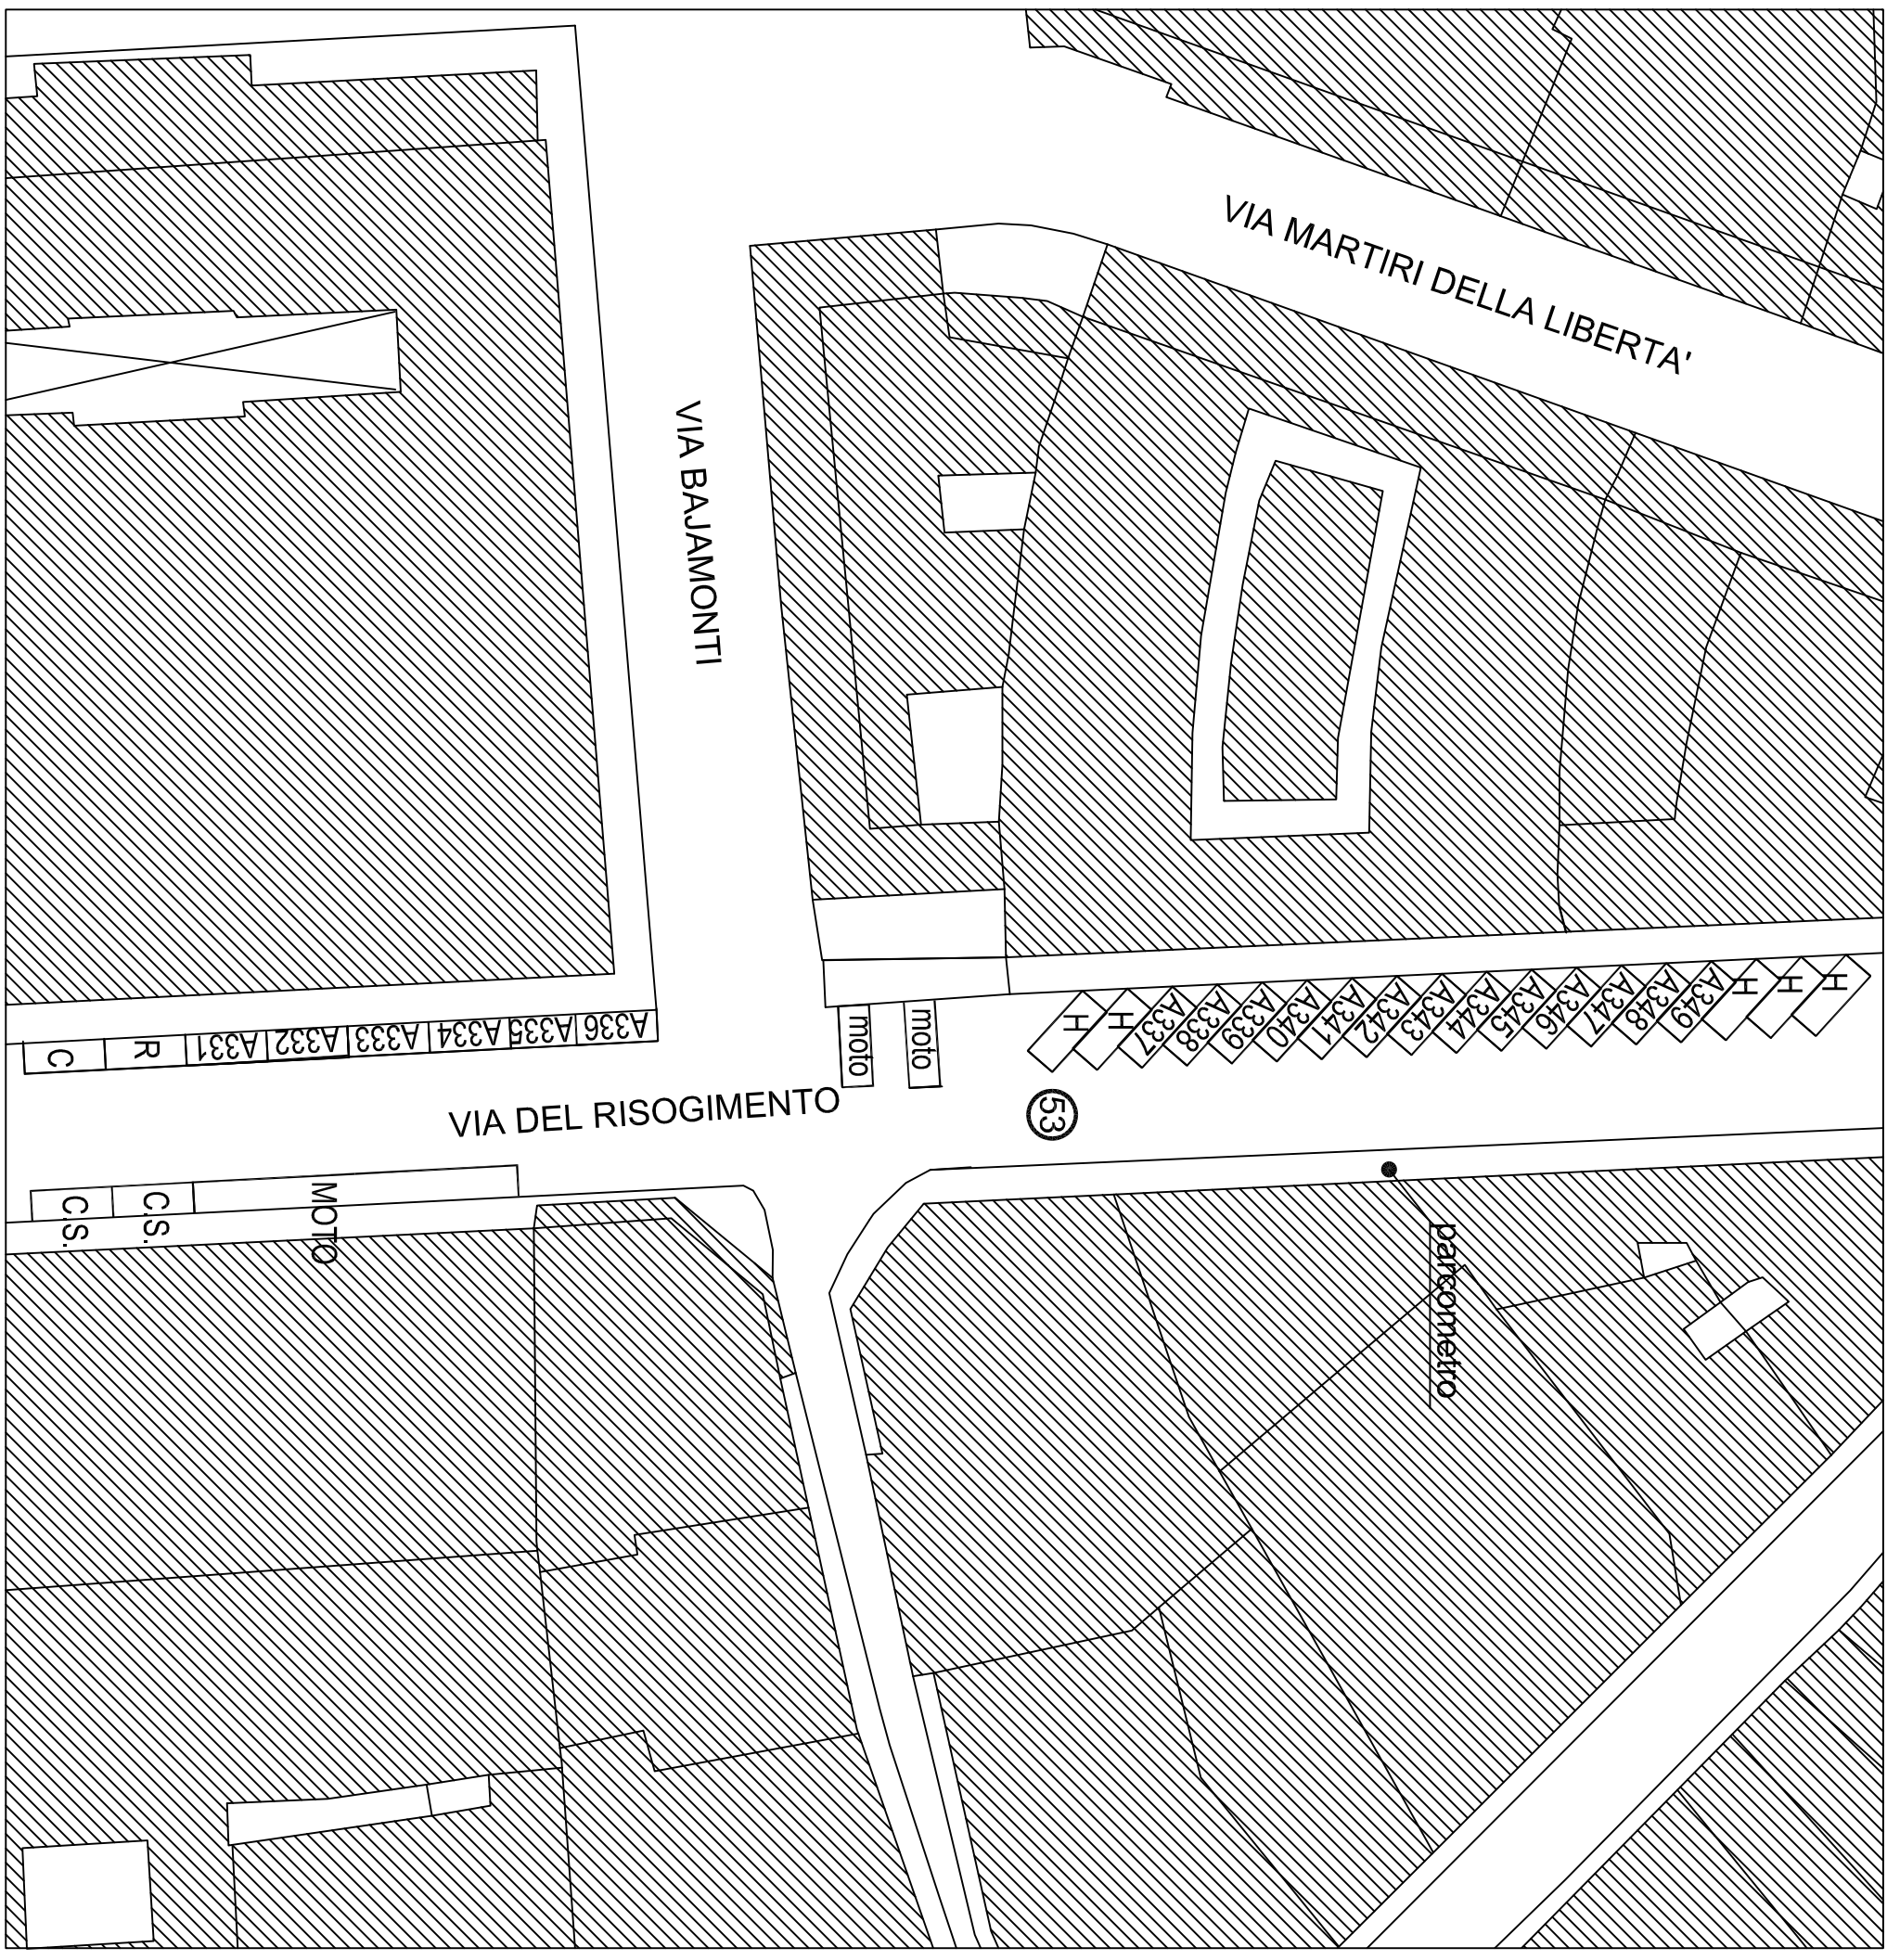 VIA MARTIRI DELLA LIBERTA'
VIA BAJAMONTI
C
R
A331
A332
A333
A334
A335
A336
moto
moto
H
H
A337
A338
A339
A340
A341
A342
A343
A344
A345
A346
A347
A348
A349
H
H
H
VIA DEL RISOGIMENTO
53
C.S.
C.S.
MOTO
parcometro